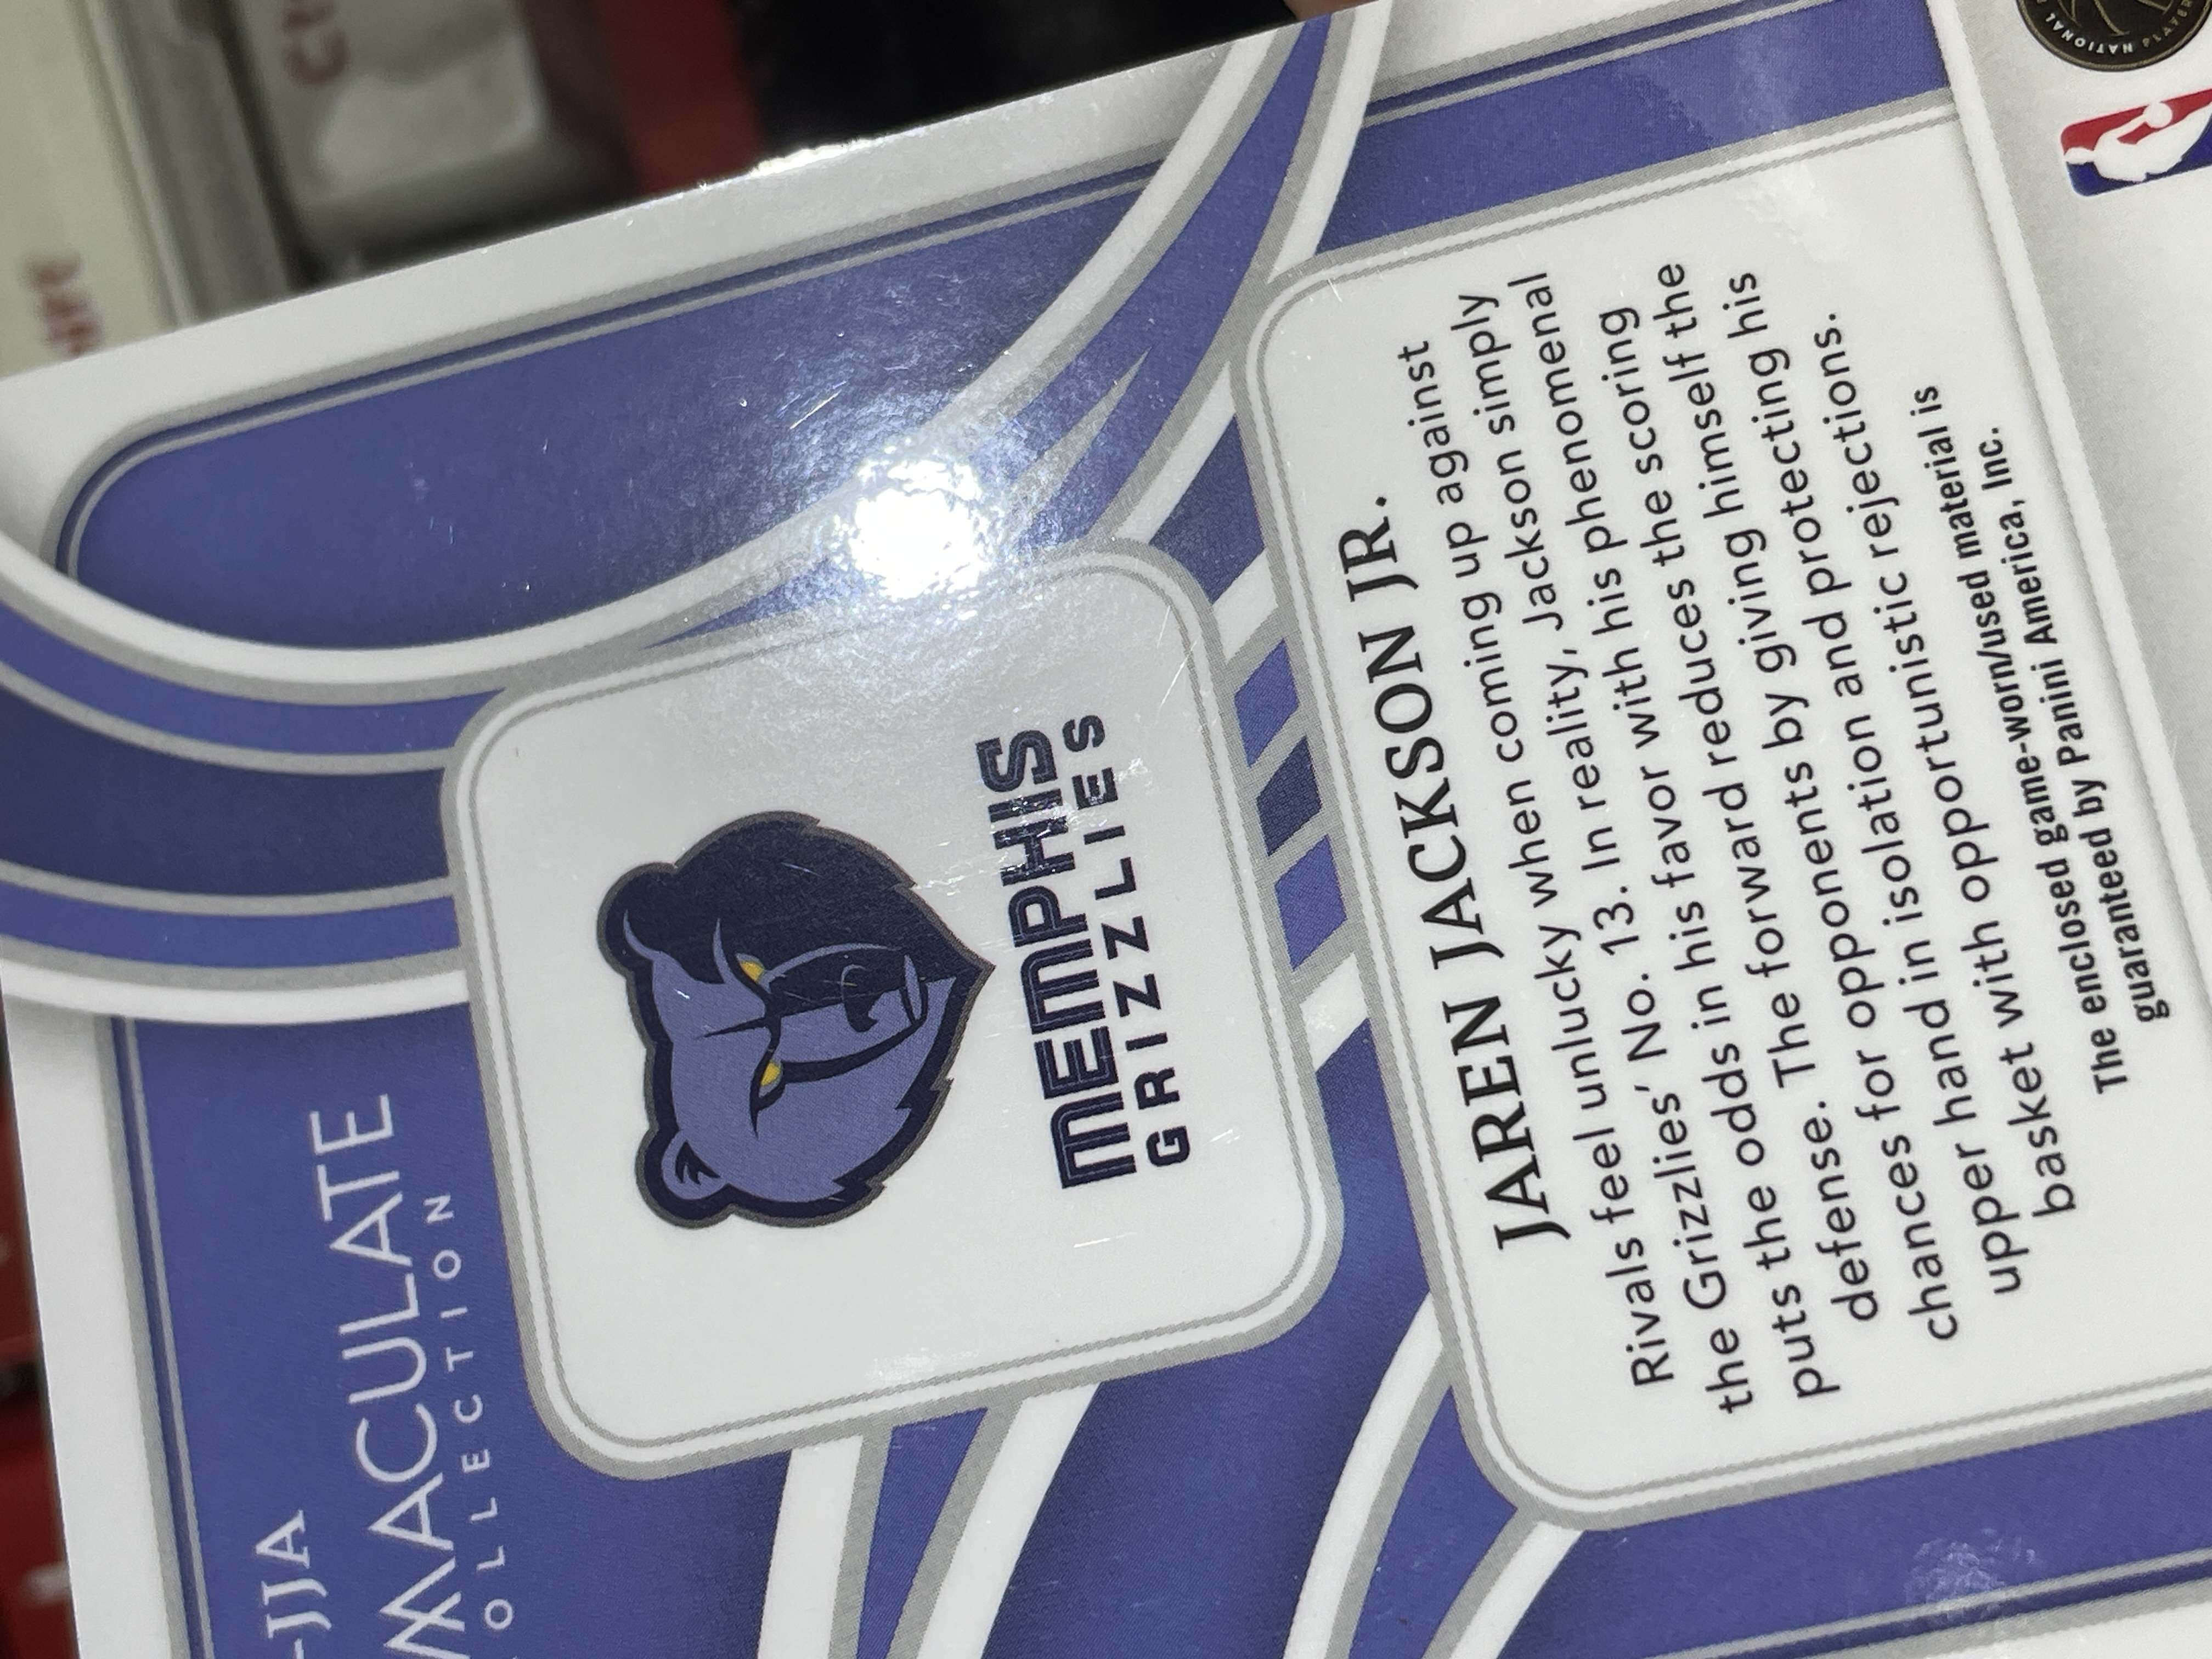 -JJA
MACULATE
OLLECTION
MEMPHIS
GRIZZLIES
JAREN JACKSON JR.
Rivals feel unlucky when coming up against
the Grizzlies’ No. 13. In reality, Jackson simply
puts the odds in his favor with his phenomenal
defense. The forward reduces the scoring
chances for opponents by giving himself the
upper hand in isolation and protecting his
basket with opportunistic rejections.
The enclosed game-worn/used material is
guaranteed by Panini America, Inc.
NATIONAL